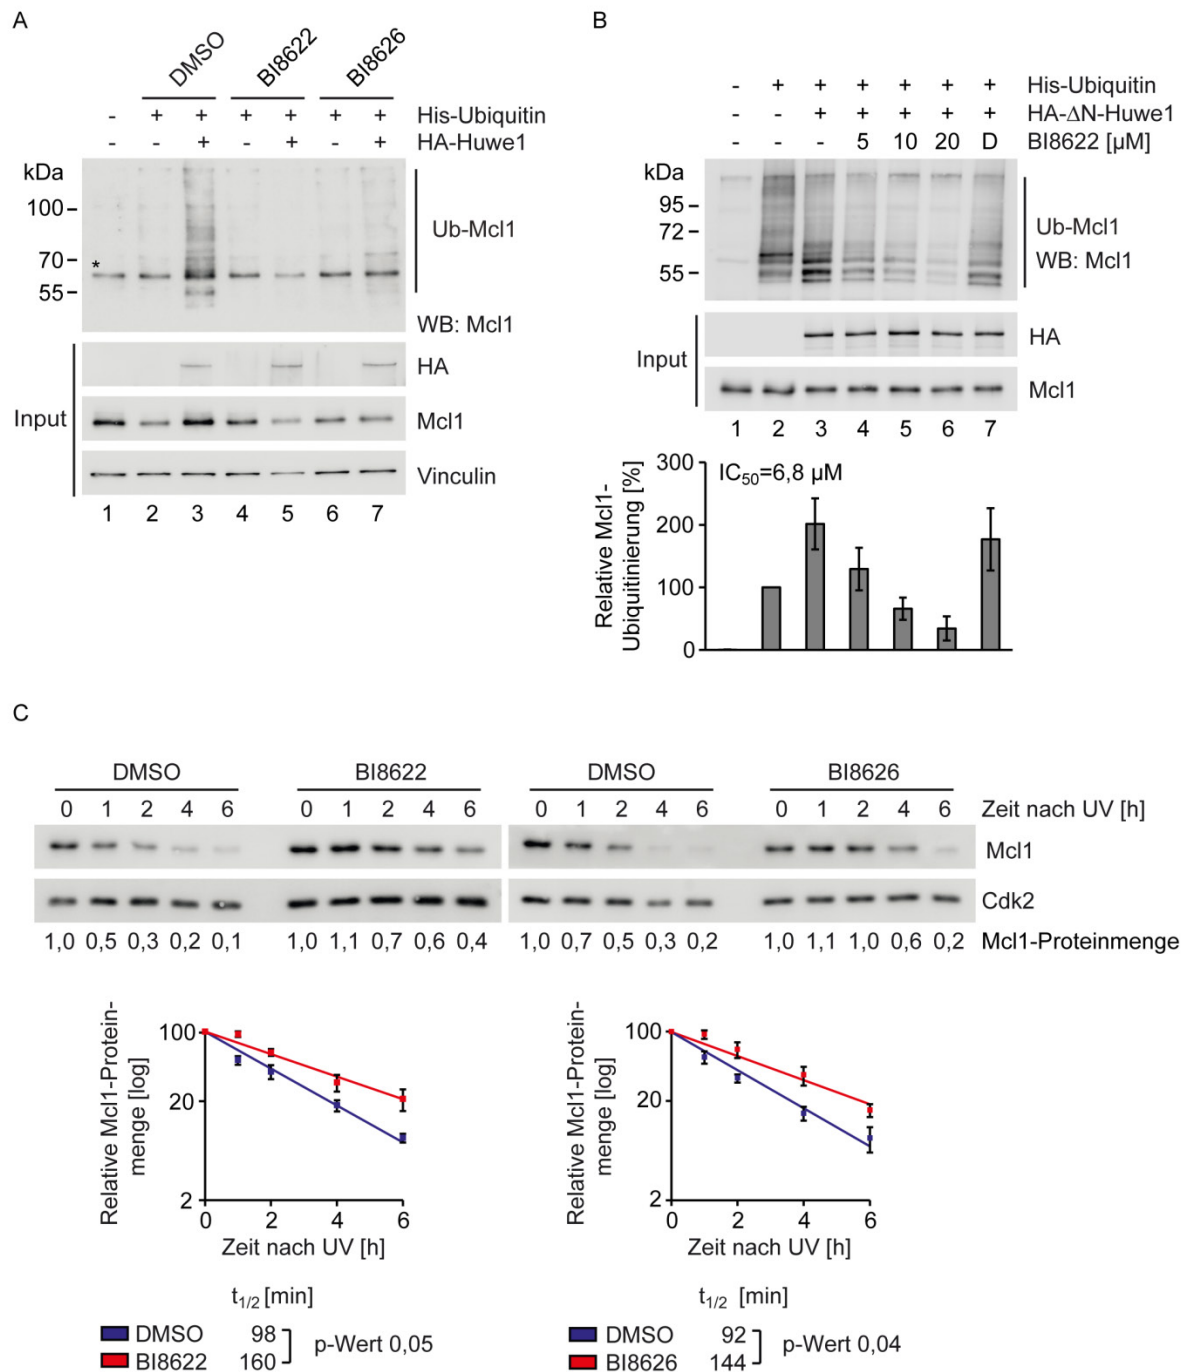 A
DMSO
BI8622
BI8626
- + + + + + + His-Ubiquitin
+ + + HA-Huwe1
kDa
100
70
*
55
Ub-Mcl1
WB: Mcl1
HA
Input
Mcl1
Vinculin
1 2 3 4 5 6 7
B
- + + + + + + His-Ubiquitin
- - + + + + + HA-ΔN-Huwe1
- - - 5 10 20 D BI8622 [µM]
kDa
95
72
55
Ub-Mcl1
WB: Mcl1
HA
Input
Mcl1
1 2 3 4 5 6 7
Relative Mcl1-
Ubiquitinierung [%]
300
200
100
0
IC50=6,8 µM
C
DMSO BI8622 DMSO BI8626
0 1 2 4 6 0 1 2 4 6 0 1 2 4 6 0 1 2 4 6 Zeit nach UV [h]
Mcl1
Cdk2
1,0 0,5 0,3 0,2 0,1 1,0 1,1 0,7 0,6 0,4 1,0 0,7 0,5 0,3 0,2 1,0 1,1 1,0 0,6 0,2 Mcl1-Proteinmenge
Relative Mcl1-Protein-
menge [log]
100
20
2
0 2 4 6
Zeit nach UV [h]
t1/2 [min]
DMSO 98
BI8622 160
p-Wert 0,05
Relative Mcl1-Protein-
menge [log]
100
20
2
0 2 4 6
Zeit nach UV [h]
t1/2 [min]
DMSO 92
BI8626 144
p-Wert 0,04